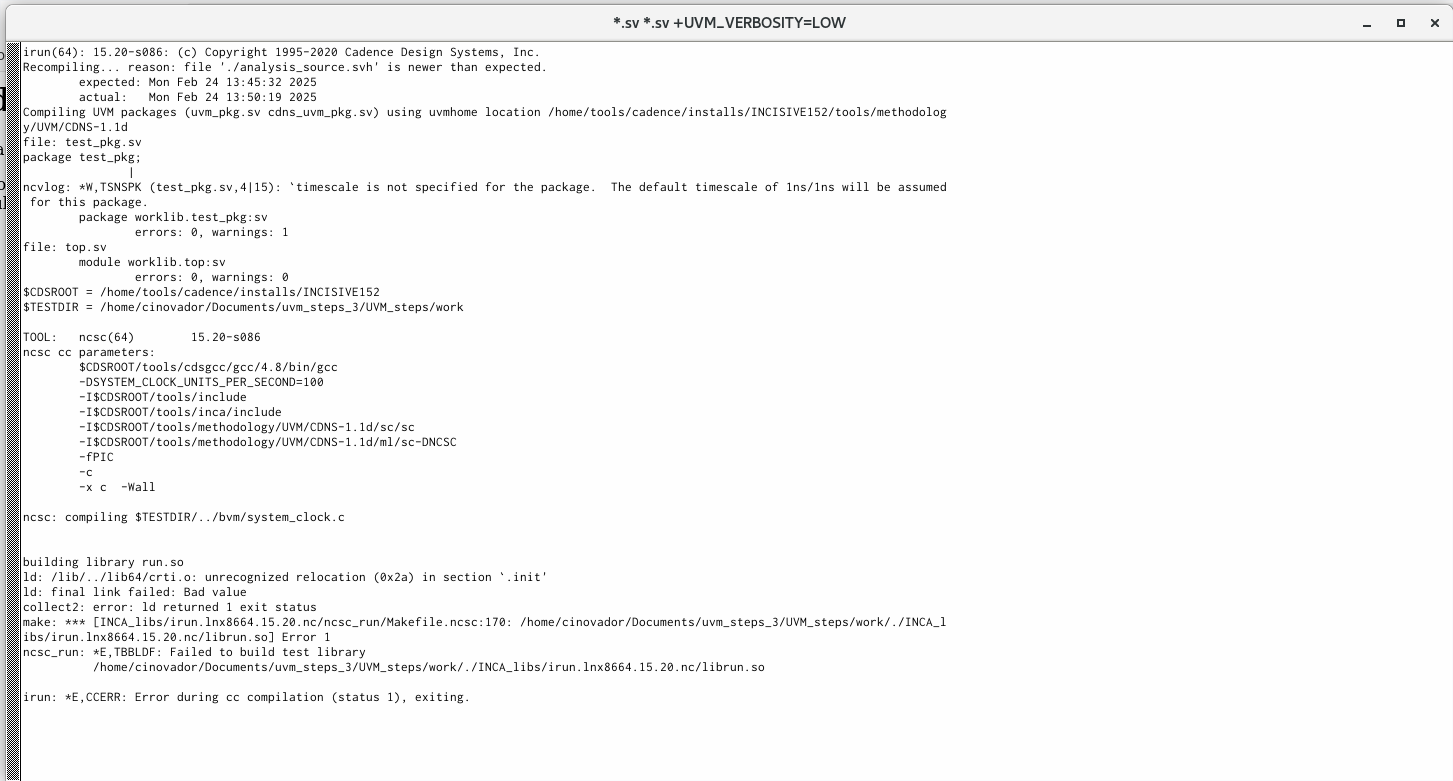 *.sv *.sv +UVM_VERBOSITY=LOW
irun(64): 15.20-s086: (c) Copyright 1995-2020 Cadence Design Systems, Inc.
Recompiling... reason: file './analysis_source.svh' is newer than expected.
        expected: Mon Feb 24 13:45:32 2025
        actual:   Mon Feb 24 13:50:19 2025
Compiling UVM packages (uvm_pkg.sv cdns_uvm_pkg.sv) using uvmhome location /home/tools/cadence/installs/INCISIVE152/tools/methodolog
y/UVM/CDNS-1.1d
file: test_pkg.sv
package test_pkg;
               |
ncvlog: *W,TSNSPK (test_pkg.sv,4|15): `timescale is not specified for the package.  The default timescale of 1ns/1ns will be assumed
 for this package.
        package worklib.test_pkg:sv
                errors: 0, warnings: 1
file: top.sv
        module worklib.top:sv
                errors: 0, warnings: 0
$CDSROOT = /home/tools/cadence/installs/INCISIVE152
$TESTDIR = /home/cinovador/Documents/uvm_steps_3/UVM_steps/work

TOOL:   ncsc(64)        15.20-s086
ncsc cc parameters:
        $CDSROOT/tools/cdsgcc/gcc/4.8/bin/gcc
        -DSYSTEM_CLOCK_UNITS_PER_SECOND=100
        -I$CDSROOT/tools/include
        -I$CDSROOT/tools/inca/include
        -I$CDSROOT/tools/methodology/UVM/CDNS-1.1d/sc/sc
        -I$CDSROOT/tools/methodology/UVM/CDNS-1.1d/ml/sc-DNCSC
        -fPIC
        -c
        -x c  -Wall

ncsc: compiling $TESTDIR/../bvm/system_clock.c

building library run.so
ld: /lib/../lib64/crti.o: unrecognized relocation (0x2a) in section `.init'
ld: final link failed: Bad value
collect2: error: ld returned 1 exit status
make: *** [INCA_libs/irun.lnx8664.15.20.nc/ncsc_run/Makefile.ncsc:170: /home/cinovador/Documents/uvm_steps_3/UVM_steps/work/./INCA_l
ibs/irun.lnx8664.15.20.nc/librun.so] Error 1
ncsc_run: *E,TBBLDF: Failed to build test library
          /home/cinovador/Documents/uvm_steps_3/UVM_steps/work/./INCA_libs/irun.lnx8664.15.20.nc/librun.so

irun: *E,CCERR: Error during cc compilation (status 1), exiting.